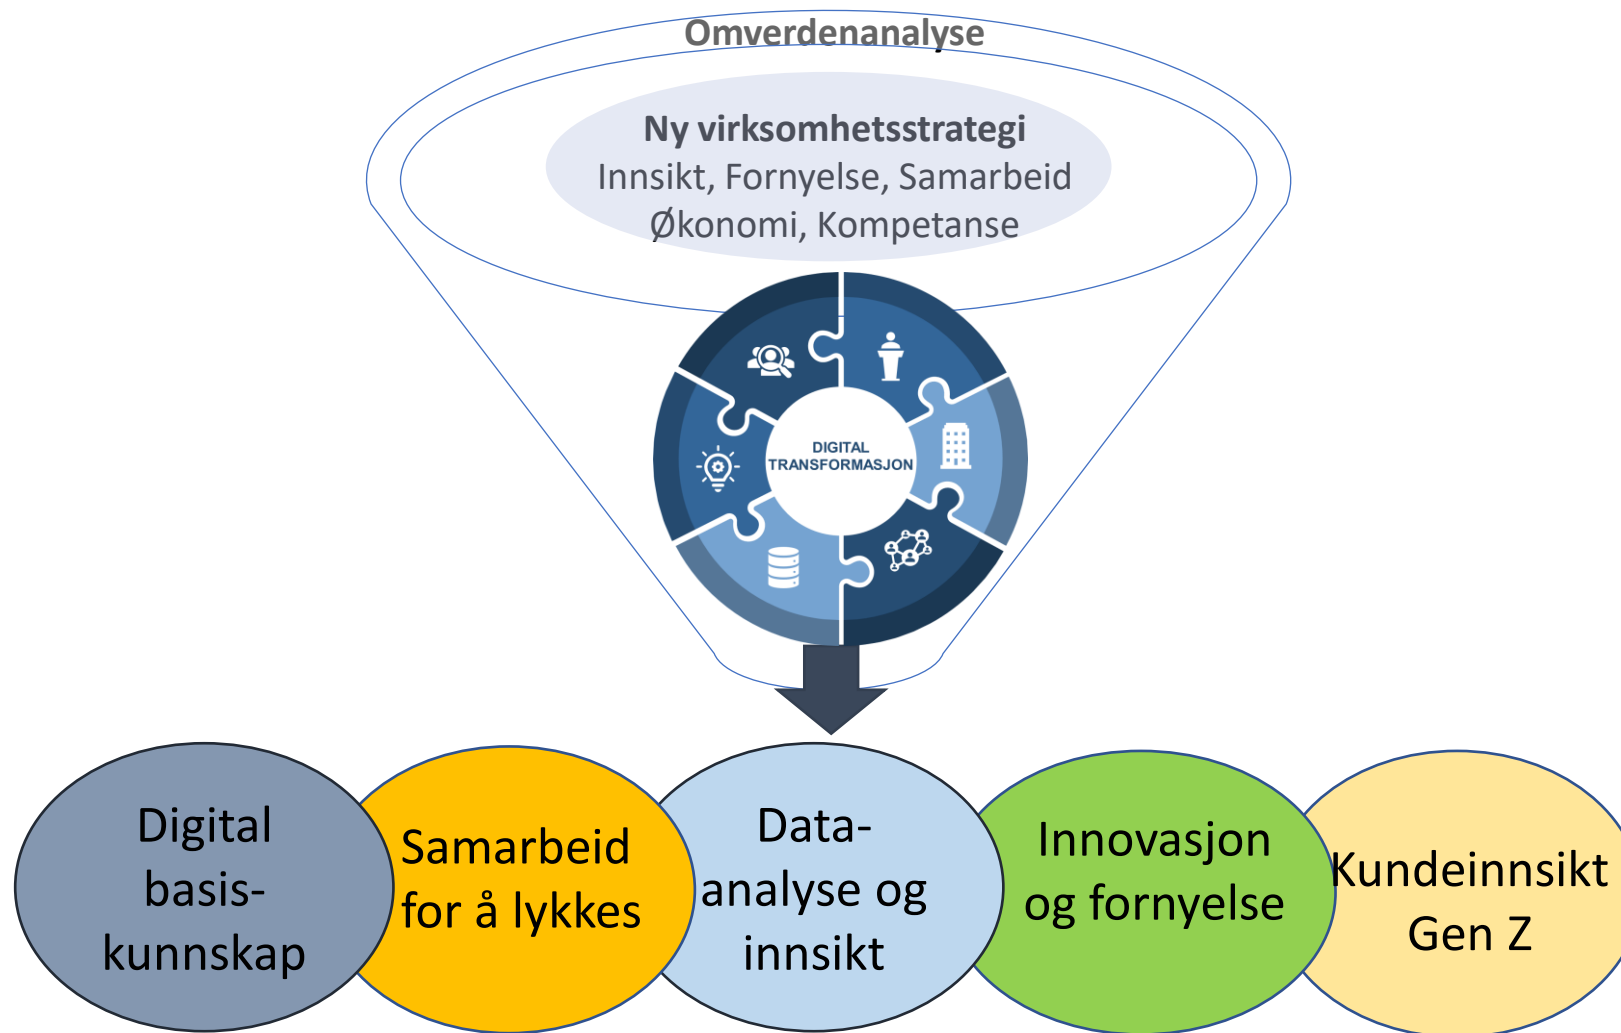 Omverdenanalyse
Ny virksomhetsstrategi
Innsikt, Fornyelse, Samarbeid
Økonomi, Kompetanse
DIGITAL
TRANSFORMASJON
Digital
basis-
kunnskap
Samarbeid
for å lykkes
Data-
analyse og
innsikt
Innovasjon
og fornyelse
Kundeinnsikt
Gen Z